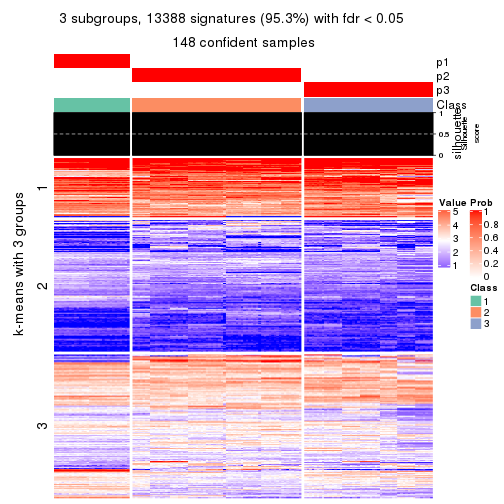 3 subgroups, 13388 signatures (95.3%) with fdr < 0.05
148 confident samples
p1
p2
p3
Class
1
0.5
0
silhouette
Silhouette
score
k-means with 3 groups
1
2
3
Value
5
4
3
2
1
Prob
1
0.8
0.6
0.4
0.2
0
Class
1
2
3